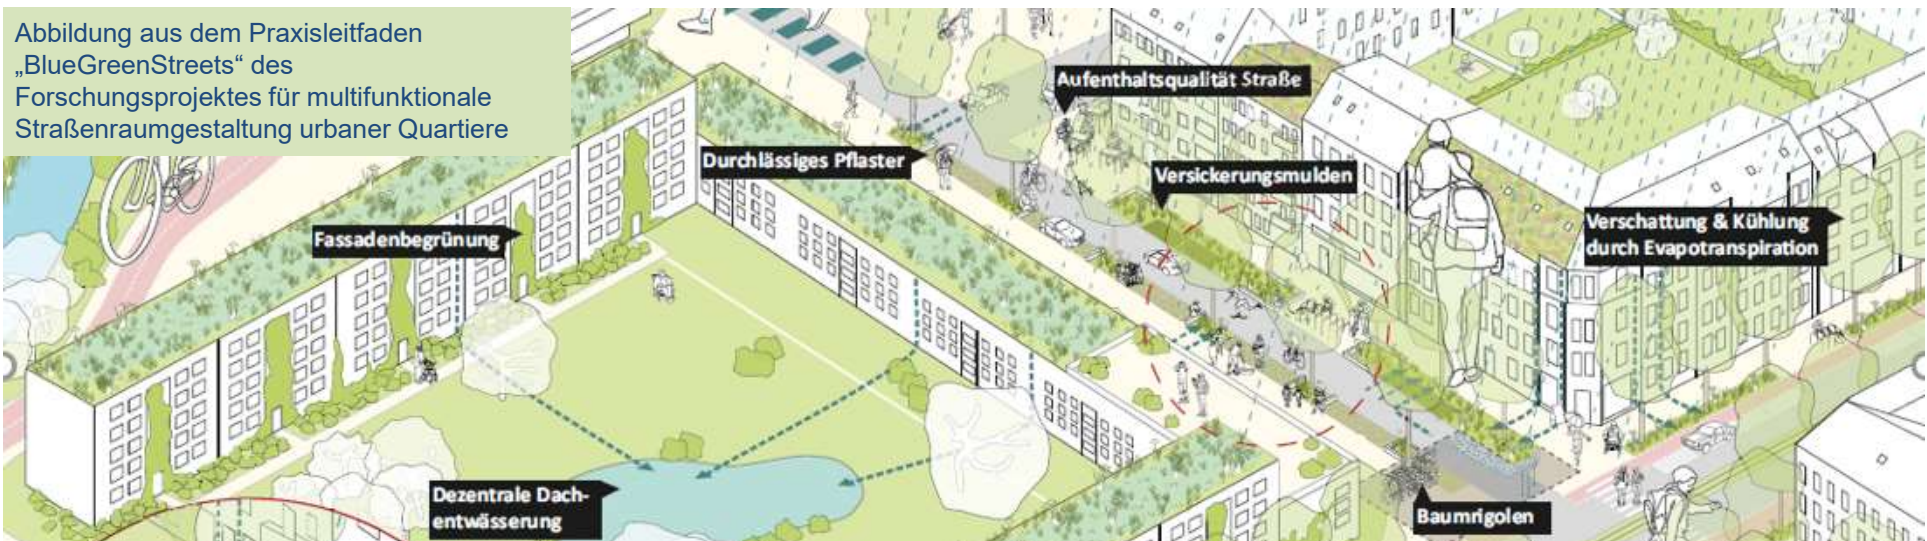 Abbildung aus dem Praxisleitfaden
„BlueGreenStreets“ des
Forschungsprojektes für multifunktionale
Straßenraumgestaltung urbaner Quartiere
Aufenthaltsqualität Straße
Durchlässiges Pflaster
Versickerungsmulden
Fassadenbegrünung
Verschattung & Kühlung
durch Evapotranspiration
Dezentrale Dach-
entwässerung
Baumrigolen